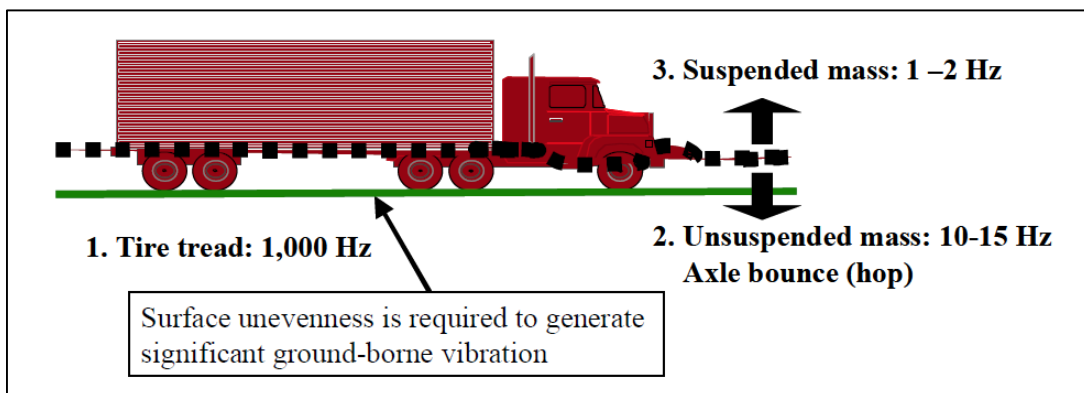 3. Suspended mass: 1 –2 Hz
1. Tire tread: 1,000 Hz
2. Unsuspended mass: 10-15 Hz
Axle bounce (hop)
Surface unevenness is required to generate
significant ground-borne vibration